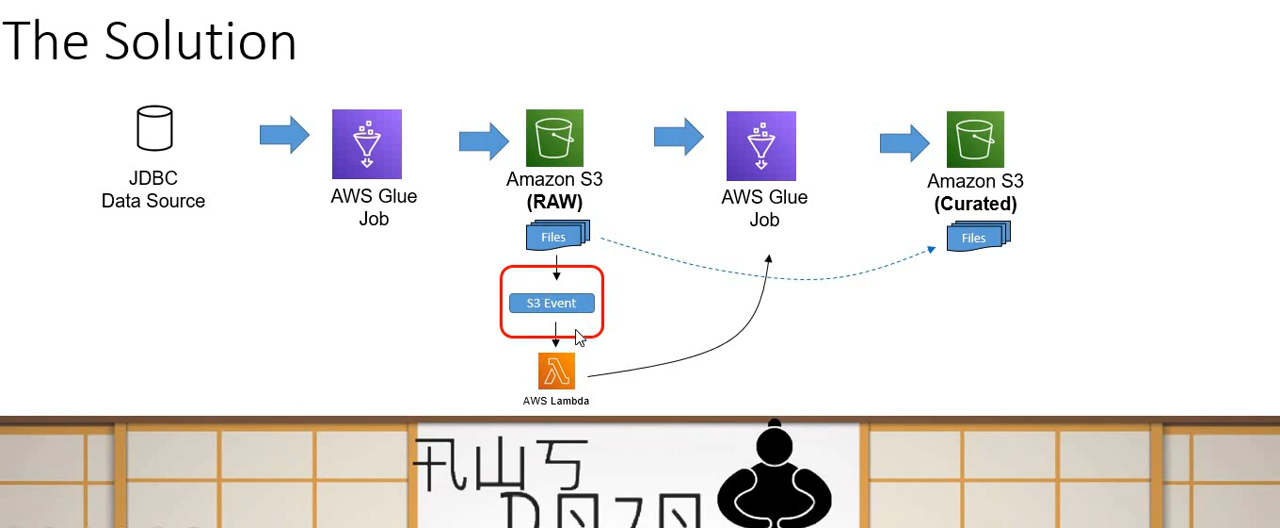 The Solution
JDBC
Data Source
AWS Glue
Job
Amazon S3
(RAW)
Files
S3 Event
AWS Lambda
AWS Glue
Job
Amazon S3
(Curated)
Files